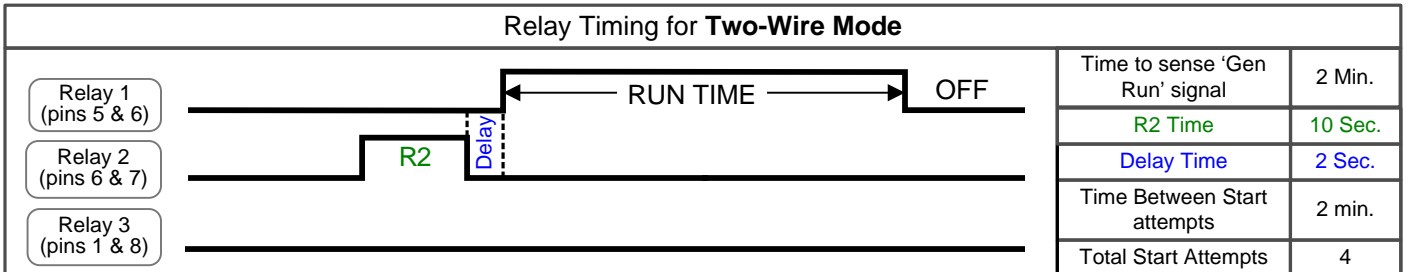 Relay Timing for Two-Wire Mode
Relay 1
(pins 5 & 6)
RUN TIME
OFF
Relay 2
(pins 6 & 7)
R2
Delay
Relay 3
(pins 1 & 8)
Time to sense ‘Gen
Run’ signal
2 Min.
R2 Time
10 Sec.
Delay Time
2 Sec.
Time Between Start
attempts
2 min.
Total Start Attempts
4